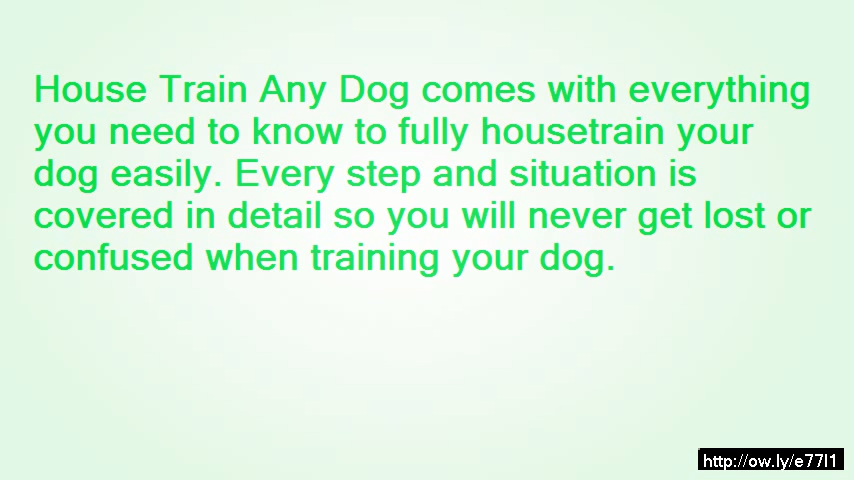 House Train Any Dog comes with everything
you need to know to fully housetrain your
dog easily. Every step and situation is
covered in detail so you will never get lost or
confused when training your dog.
http://ow.ly/e77l1